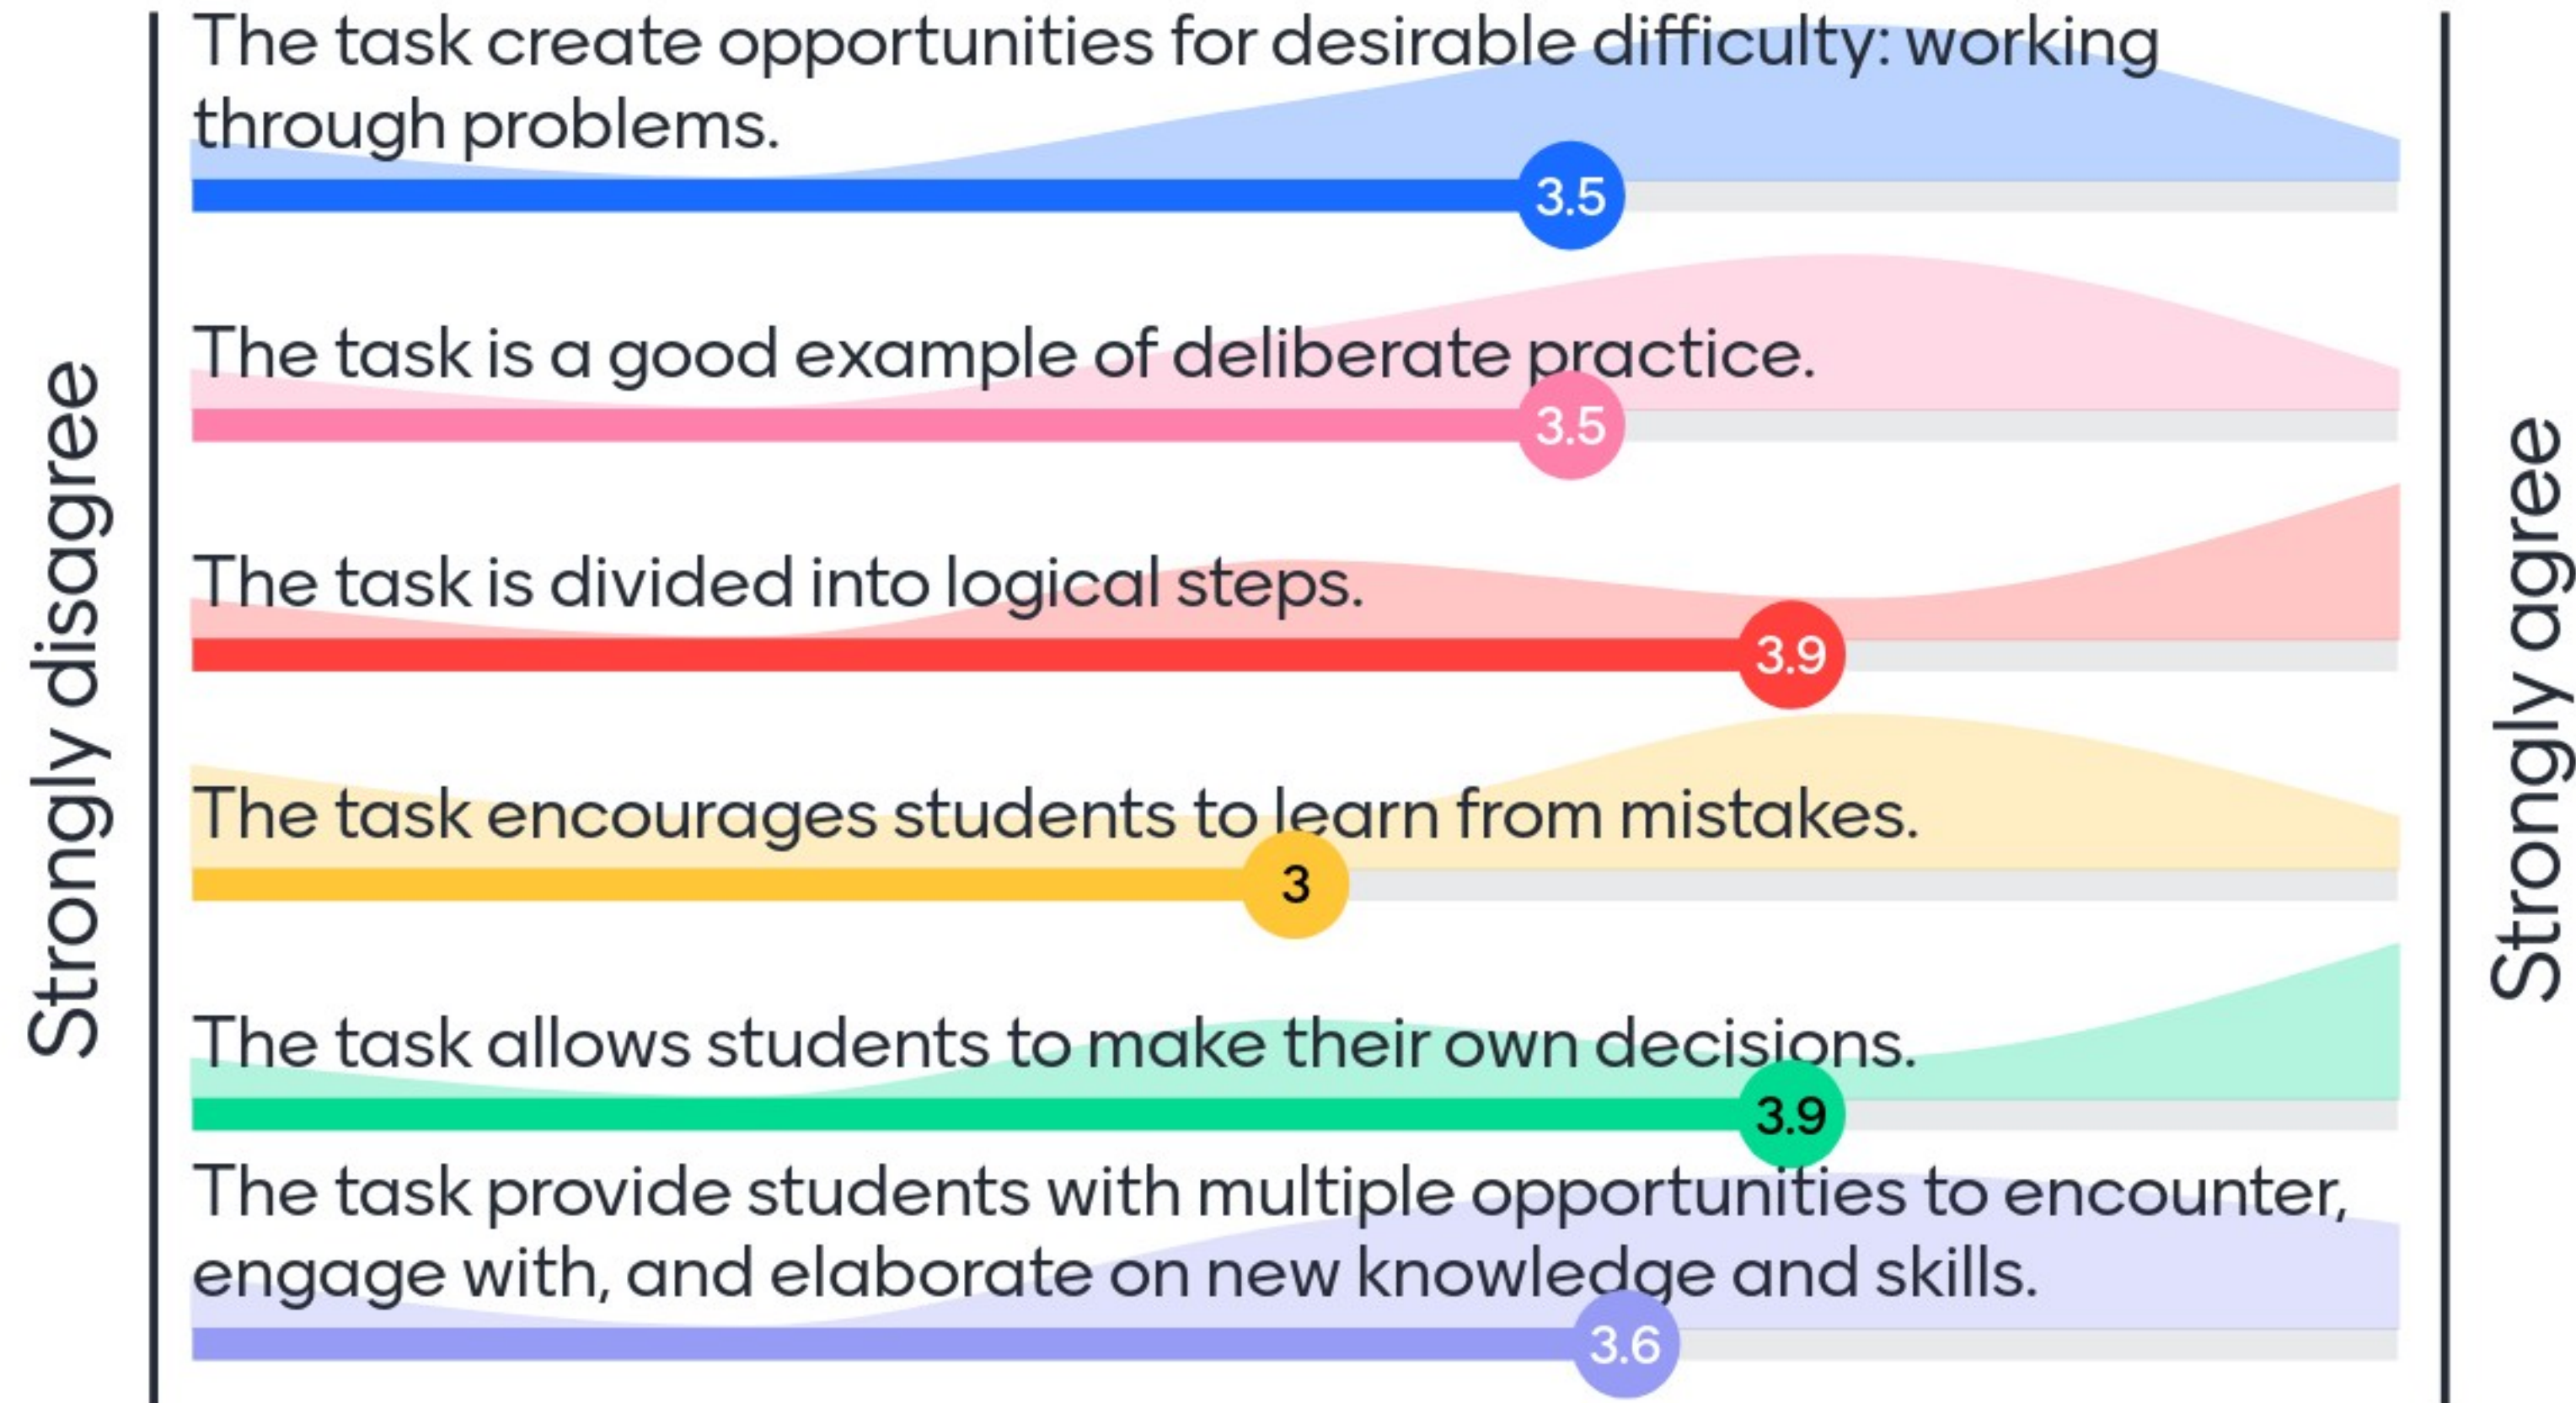 Strongly disagree
The task create opportunities for desirable difficulty: working
through problems.
3.5
The task is a good example of deliberate practice.
3.5
The task is divided into logical steps.
3.9
The task encourages students to learn from mistakes.
3
The task allows students to make their own decisions.
3.9
The task provide students with multiple opportunities to encounter,
engage with, and elaborate on new knowledge and skills.
3.6
Strongly agree